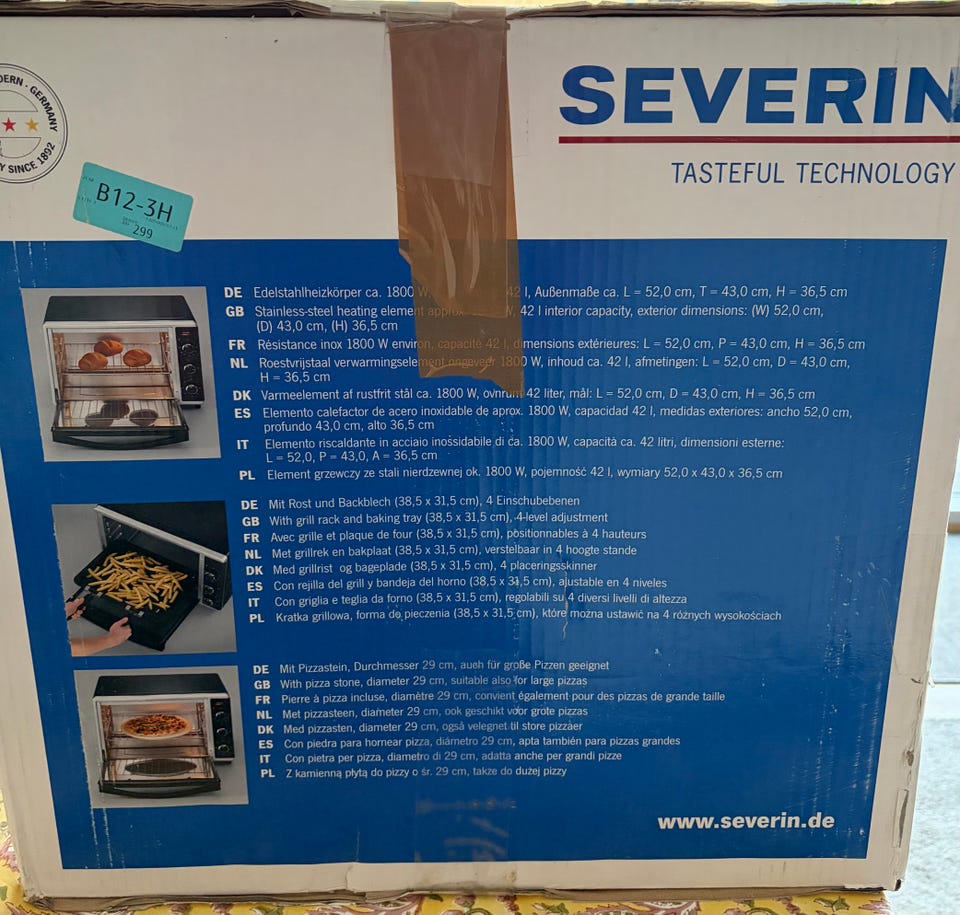 DERN · GERMANY
Y SINCE 1892
SEVERIN
TASTEFUL TECHNOLOGY
B12-3H
299
DE Edelstahlheizkörper ca. 1800 W, 42 l, Außenmaße ca. L = 52,0 cm, T = 43,0 cm, H = 36,5 cm
GB Stainless-steel heating element approx. W, 42 l interior capacity, exterior dimensions: (W) 52,0 cm,
(D) 43,0 cm, (H) 36,5 cm
FR Résistance inox 1800 W environ, capacité 42 l, dimensions extérieures: L = 52,0 cm, P = 43,0 cm, H = 36,5 cm
NL Roestvrijstaal verwarmingselement ongeveer 1800 W, inhoud ca. 42 l, afmetingen: L = 52,0 cm, D = 43,0 cm,
H = 36,5 cm
DK Varmeelement af rustfrit stål ca. 1800 W, ovnrum 42 liter, mål: L = 52,0 cm, D = 43,0 cm, H = 36,5 cm
ES Elemento calefactor de acero inoxidable de aprox. 1800 W, capacidad 42 l, medidas exteriores: ancho 52,0 cm,
profundo 43,0 cm, alto 36,5 cm
IT Elemento riscaldante in acciaio inossidabile di ca. 1800 W, capacità ca. 42 litri, dimensioni esterne:
L = 52,0, P = 43,0, A = 36,5 cm
PL Element grzewczy ze stali nierdzewnej ok. 1800 W, pojemność 42 l, wymiary 52,0 x 43,0 x 36,5 cm
DE Mit Rost und Backblech (38,5 x 31,5 cm), 4 Einschubebenen
GB With grill rack and baking tray (38,5 x 31,5 cm), 4-level adjustment
FR Avec grille et plaque de four (38,5 x 31,5 cm), positionnables à 4 hauteurs
NL Met grillrek en bakplaat (38,5 x 31,5 cm), verstelbaar in 4 hoogte stande
DK Med grillrist og bageplade (38,5 x 31,5 cm), 4 placeringsskinner
ES Con rejilla del grill y bandeja del horno (38,5 x 31,5 cm), ajustable en 4 niveles
IT Con griglia e teglia da forno (38,5 x 31,5 cm), regolabili su 4 diversi livelli di altezza
PL Kratka grillowa, forma do pieczenia (38,5 x 31,5 cm), które można ustawić na 4 różnych wysokościach
DE Mit Pizzastein, Durchmesser 29 cm, auch für große Pizzen geeignet
GB With pizza stone, diameter 29 cm, suitable also for large pizzas
FR Pierre à pizza incluse, diamètre 29 cm, convient également pour des pizzas de grande taille
NL Met pizzasteen, diameter 29 cm, ook geschikt voor grote pizzas
DK Med pizzasten, diameter 29 cm, også velegnet til store pizzaer
ES Con piedra para hornear pizza, diámetro 29 cm, apta también para pizzas grandes
IT Con pietra per pizza, diametro di 29 cm, adatta anche per grandi pizze
PL Z kamienną płytą do pizzy o śr. 29 cm, także do dużej pizzy
www.severin.de